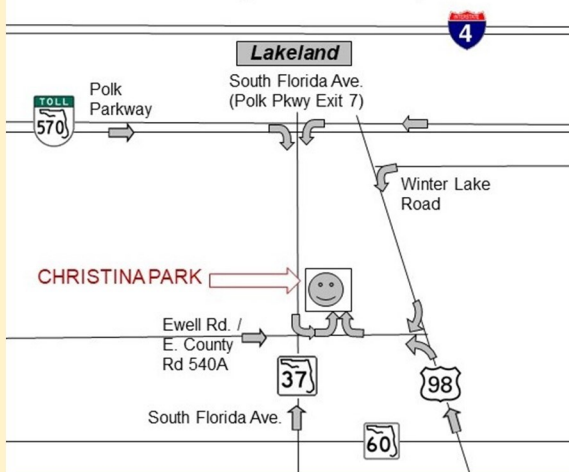 INTERSTATE
4
Lakeland
South Florida Ave.
(Polk Pkwy Exit 7)
Polk
Parkway
TOLL
570
Winter Lake
Road
CHRISTINA PARK
Ewell Rd. /
E. County
Rd 540A
37
98
South Florida Ave.
60